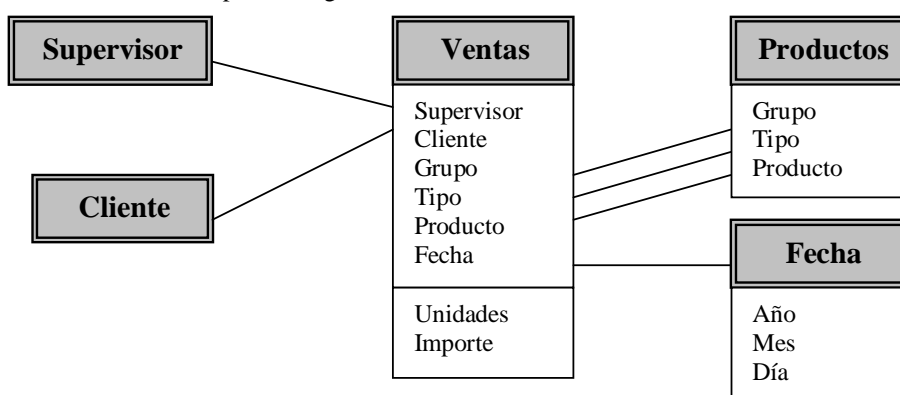 Supervisor
Cliente
Ventas
Supervisor
Cliente
Grupo
Tipo
Producto
Fecha
Unidades
Importe
Productos
Grupo
Tipo
Producto
Fecha
Año
Mes
Día